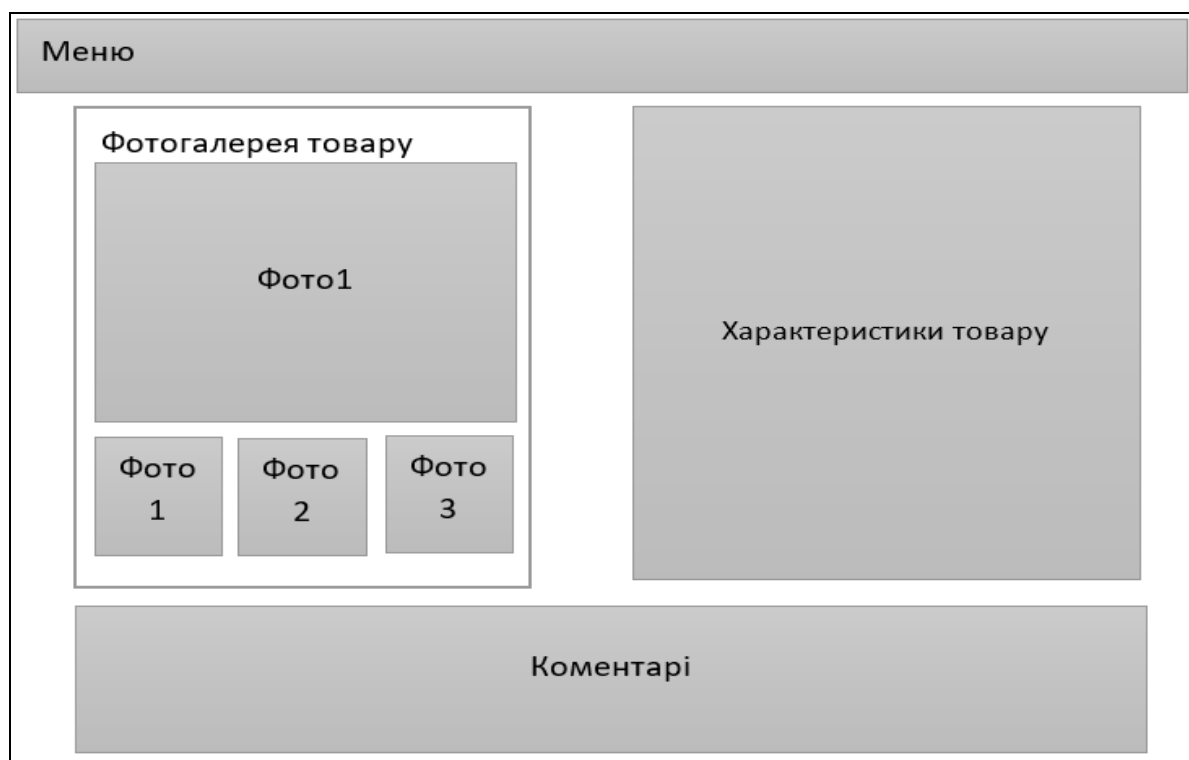 Меню
Фотогалерея товару
Фото1
Фото
1
Фото
2
Фото
3
Характеристики товару
Коментарі